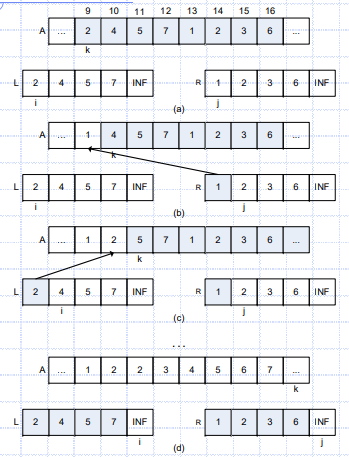 9 10 11 12 13 14 15 16
A ... 2 4 5 7 1 2 3 6 ...
k
L 2 4 5 7 INF R 1 2 3 6 INF
i j
(a)
A ... 1 4 5 7 1 2 3 6 ...
k
L 2 4 5 7 INF R 1 2 3 6 INF
i j
(b)
A ... 1 2 5 7 1 2 3 6 ...
k
L 2 4 5 7 INF R 1 2 3 6 INF
i j
(c)
...
A ... 1 2 2 3 4 5 6 7 ...
k
L 2 4 5 7 INF R 1 2 3 6 INF
i j
(d)